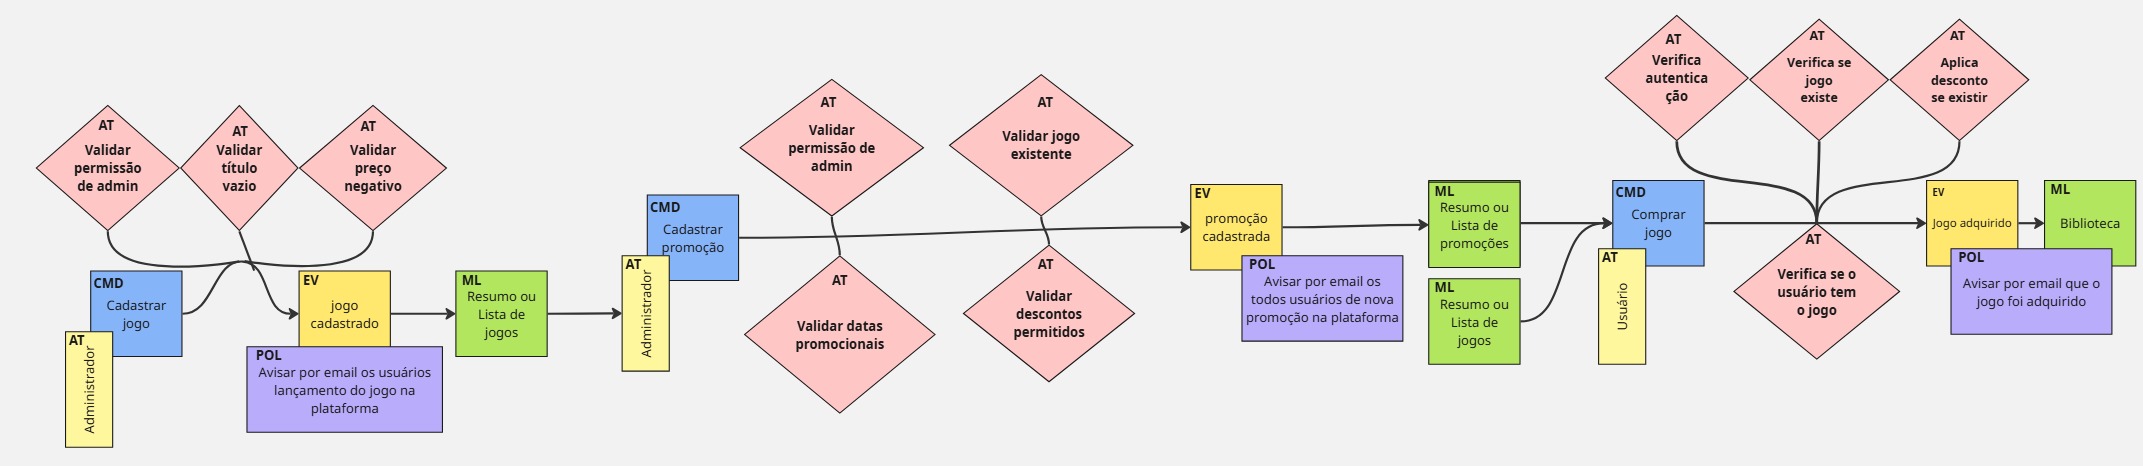 AT
Validar
permissão
de admin
AT
Validar
título
vazio
AT
Validar
preço
negativo
CMD
Cadastrar
jogo
AT
Administrador
EV
jogo
cadastrado
POL
Avisar por email os usuários
lançamento do jogo na
plataforma
ML
Resumo ou
Lista de
jogos
CMD
Cadastrar
promoção
AT
Administrador
AT
Validar
permissão de
admin
AT
Validar datas
promocionais
AT
Validar jogo
existente
AT
Validar
descontos
permitidos
EV
promoção
cadastrada
POL
Avisar por email os
todos usuários de nova
promoção na plataforma
ML
Resumo ou
Lista de
promoções
ML
Resumo ou
Lista de
jogos
CMD
Comprar
jogo
AT
Usuário
AT
Verifica
autentica
ção
AT
Verifica se
jogo
existe
AT
Aplica
desconto
se existir
AT
Verifica se o
usuário tem
o jogo
EV
Jogo adquirido
POL
Avisar por email que o
jogo foi adquirido
ML
Biblioteca